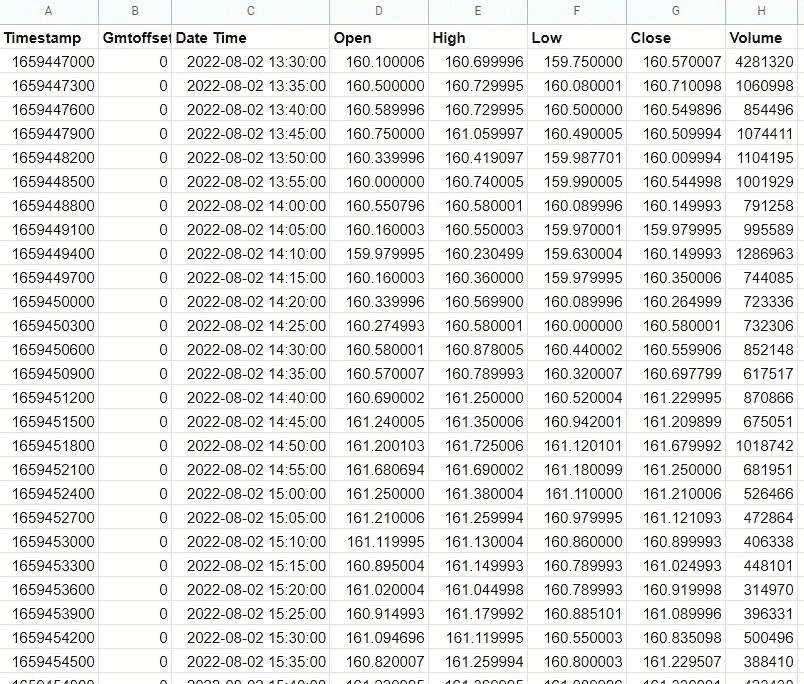 A B C D E F G H
Timestamp Gmtoffset Date Time Open High Low Close Volume
1659447000 0 2022-08-02 13:30:00 160.100006 160.699996 159.750000 160.570007 4281320
1659447300 0 2022-08-02 13:35:00 160.500000 160.729995 160.080001 160.710098 1060998
1659447600 0 2022-08-02 13:40:00 160.589996 160.729995 160.500000 160.549896 854496
1659447900 0 2022-08-02 13:45:00 160.750000 161.059997 160.490005 160.509994 1074411
1659448200 0 2022-08-02 13:50:00 160.339996 160.419097 159.987701 160.009994 1104195
1659448500 0 2022-08-02 13:55:00 160.000000 160.740005 159.990005 160.544998 1001929
1659448800 0 2022-08-02 14:00:00 160.550796 160.580001 160.089996 160.149993 791258
1659449100 0 2022-08-02 14:05:00 160.160003 160.550003 159.970001 159.979995 995589
1659449400 0 2022-08-02 14:10:00 159.979995 160.230499 159.630004 160.149993 1286963
1659449700 0 2022-08-02 14:15:00 160.160003 160.360000 159.979995 160.350006 744085
1659450000 0 2022-08-02 14:20:00 160.339996 160.569900 160.089996 160.264999 723336
1659450300 0 2022-08-02 14:25:00 160.274993 160.580001 160.000000 160.580001 732306
1659450600 0 2022-08-02 14:30:00 160.580001 160.878005 160.440002 160.559906 852148
1659450900 0 2022-08-02 14:35:00 160.570007 160.789993 160.320007 160.697799 617517
1659451200 0 2022-08-02 14:40:00 160.690002 161.250000 160.520004 161.229995 870866
1659451500 0 2022-08-02 14:45:00 161.240005 161.350006 160.942001 161.209899 675051
1659451800 0 2022-08-02 14:50:00 161.200103 161.725006 161.120101 161.679992 1018742
1659452100 0 2022-08-02 14:55:00 161.680694 161.690002 161.180099 161.250000 681951
1659452400 0 2022-08-02 15:00:00 161.250000 161.380004 161.110000 161.210006 526466
1659452700 0 2022-08-02 15:05:00 161.210006 161.259994 160.979995 161.121093 472864
1659453000 0 2022-08-02 15:10:00 161.119995 161.130004 160.860000 160.899993 406338
1659453300 0 2022-08-02 15:15:00 160.895004 161.149993 160.789993 161.024993 448101
1659453600 0 2022-08-02 15:20:00 161.020004 161.044998 160.789993 160.919998 314970
1659453900 0 2022-08-02 15:25:00 160.914993 161.179992 160.885101 161.089996 396331
1659454200 0 2022-08-02 15:30:00 161.094696 161.119995 160.550003 160.835098 500496
1659454500 0 2022-08-02 15:35:00 160.820007 161.259994 160.800003 161.229507 388410